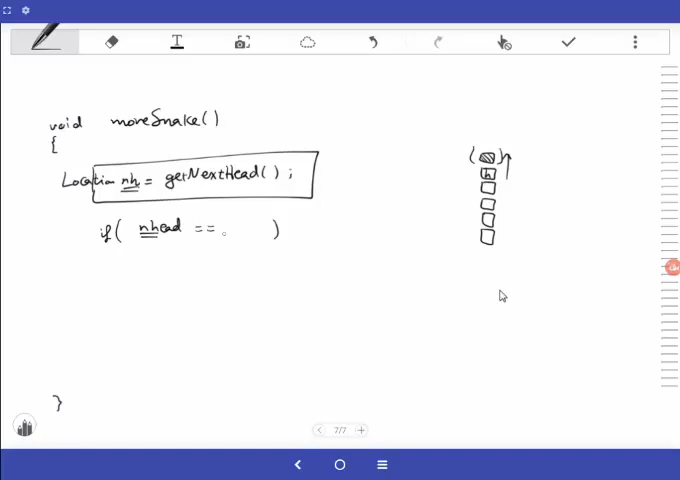 void moveSnake()
{
Location nh = getNextHead() ;
if( nhead == )
h
}
7/7